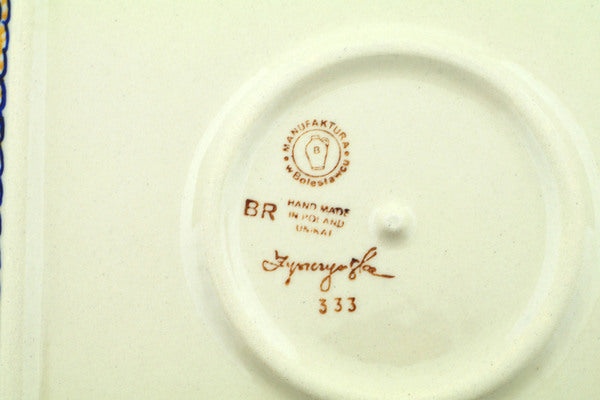 MANUFAKTURA
B
w Bolesławcu
BR
HAND MADE
IN POLAND
UNIKAT
333